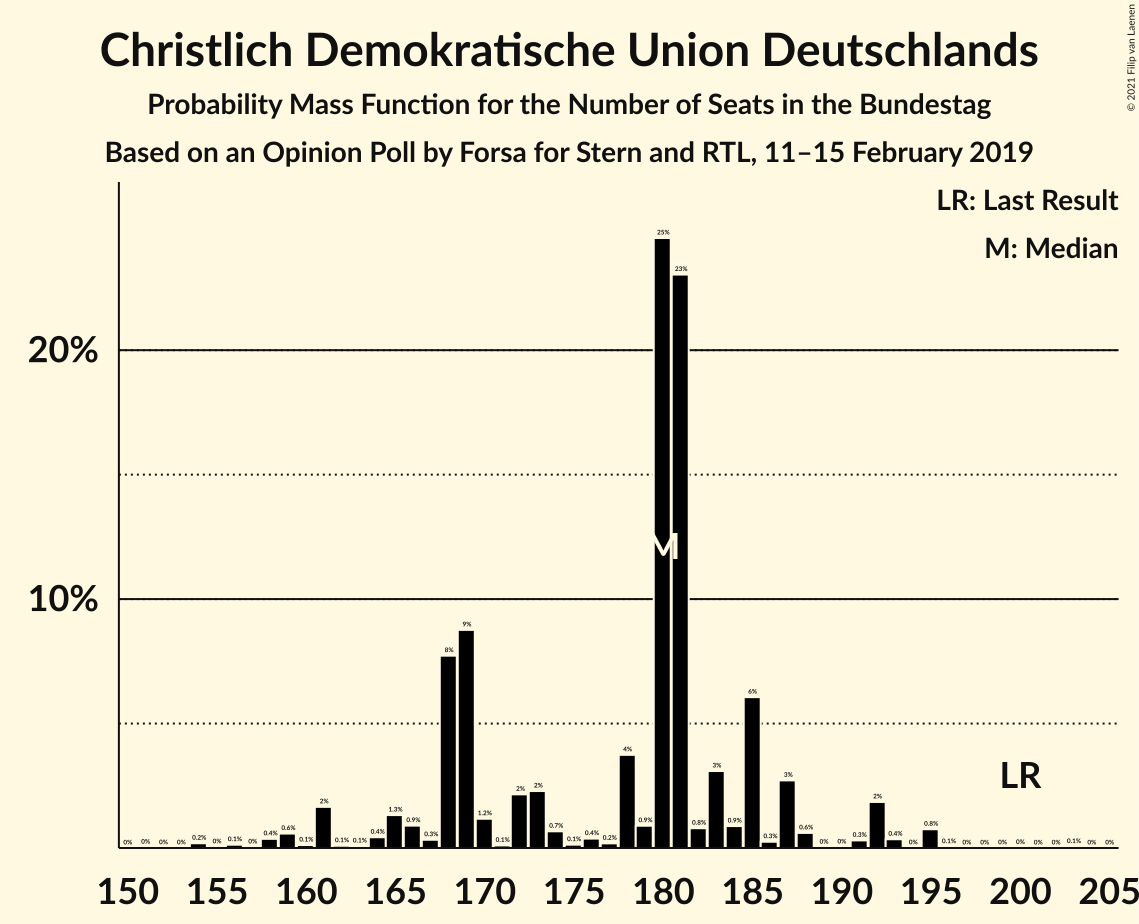 Christlich Demokratische Union Deutschlands
Probability Mass Function for the Number of Seats in the Bundestag
Based on an Opinion Poll by Forsa for Stern and RTL, 11–15 February 2019
© 2021 Filip van Laenen
LR: Last Result
M: Median
20%
10%
0% 0% 0% 0% 0.2% 0% 0.1% 0% 0.4% 0.6% 0.1% 2% 0.1% 0.1% 0.4% 1.3% 0.9% 0.3% 8% 9% 1.2% 0.1% 2% 2% 0.7% 0.1% 0.4% 0.2% 4% 0.9% 25% 23% 0.8% 3% 0.9% 6% 0.3% 3% 0.6% 0% 0% 0.3% 2% 0.4% 0% 0.8% 0.1% 0% 0% 0% 0% 0% 0% 0.1% 0% 0%
M
LR
150 155 160 165 170 175 180 185 190 195 200 205